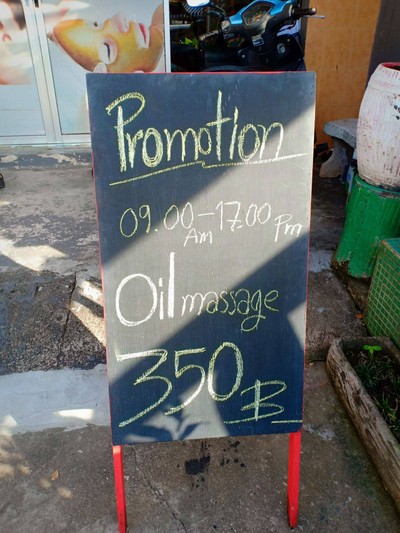 Promotion
09.00 Am - 17.00 Pm
Oil massage
350 B